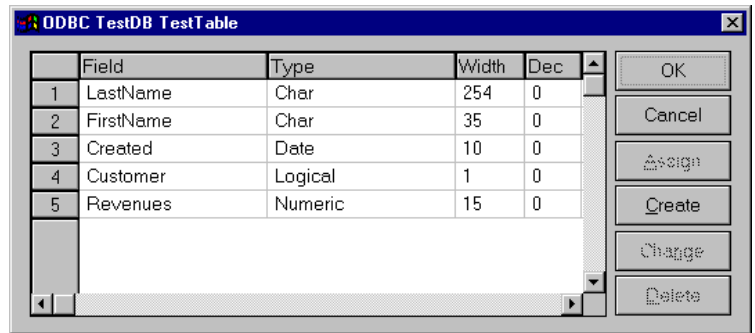 ODBC TestDB TestTable
Field Type Width Dec
1 LastName Char 254 0
2 FirstName Char 35 0
3 Created Date 10 0
4 Customer Logical 1 0
5 Revenues Numeric 15 0
OK
Cancel
Assign
Create
Change
Delete